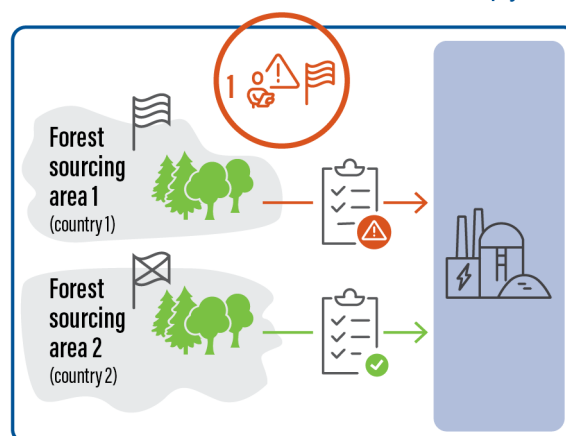 1
Forest
sourcing
area 1
(country 1)
Forest
sourcing
area 2
(country 2)